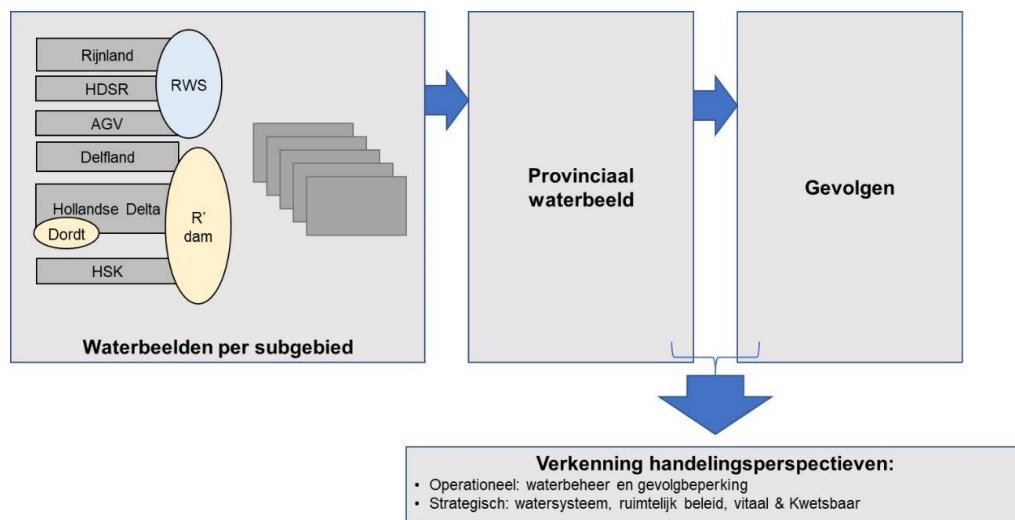 Rijnland
HDSR
AGV
Delfland
Hollandse Delta
Dordt
HSK
RWS
R'
dam
Waterbeelden per subgebied
Provinciaal
waterbeeld
Gevolgen
Verkenning handelingsperspectieven:
• Operationeel: waterbeheer en gevolgbeperking
• Strategisch: watersysteem, ruimtelijk beleid, vitaal & Kwetsbaar